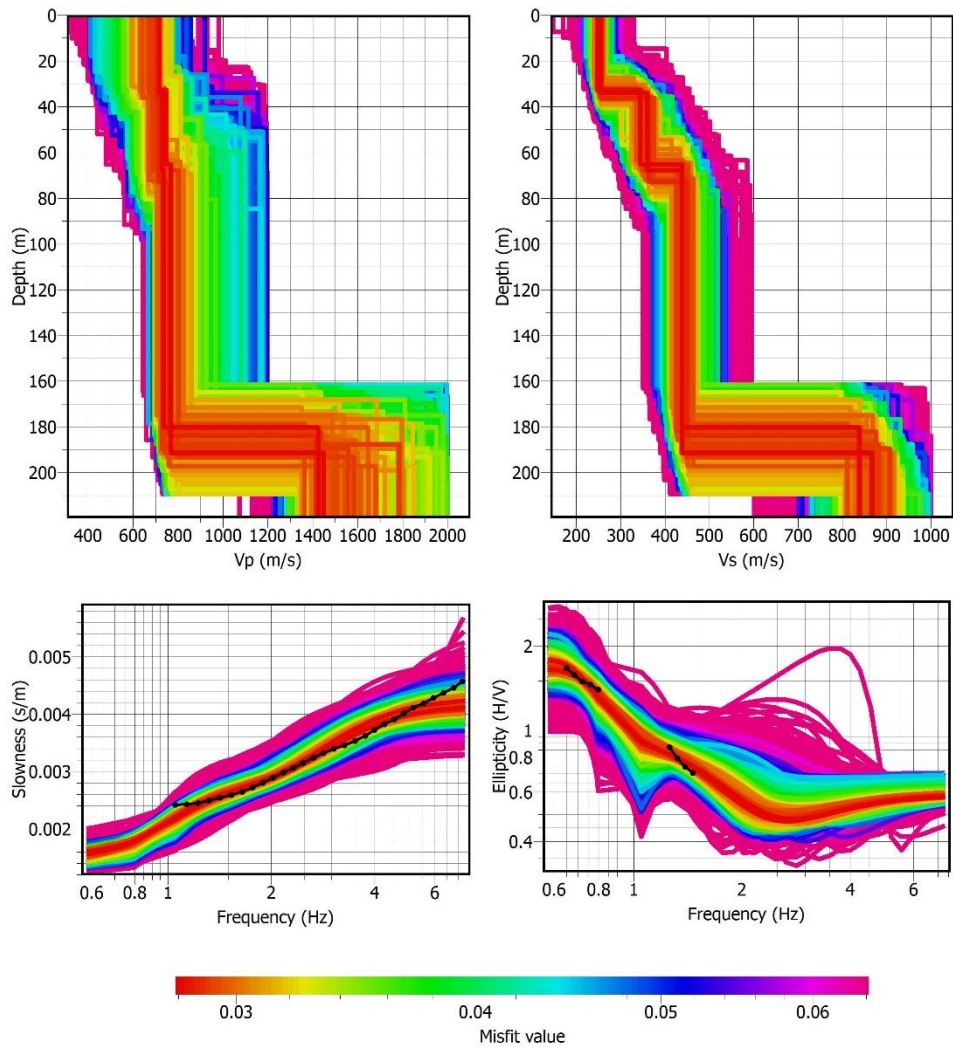 0
20
40
60
80
100
120
140
160
180
200
Depth (m)
400 600 800 1000 1200 1400 1600 1800 2000
Vp (m/s)
0
20
40
60
80
100
120
140
160
180
200
Depth (m)
200 300 400 500 600 700 800 900 1000
Vs (m/s)
0.005
0.004
0.003
0.002
Slowness (s/m)
0.6 0.8 1 2 4 6
Frequency (Hz)
2
1
0.8
0.6
0.4
Ellipticity (H/V)
0.6 0.8 1 2 4 6
Frequency (Hz)
0.03 0.04 0.05 0.06
Misfit value